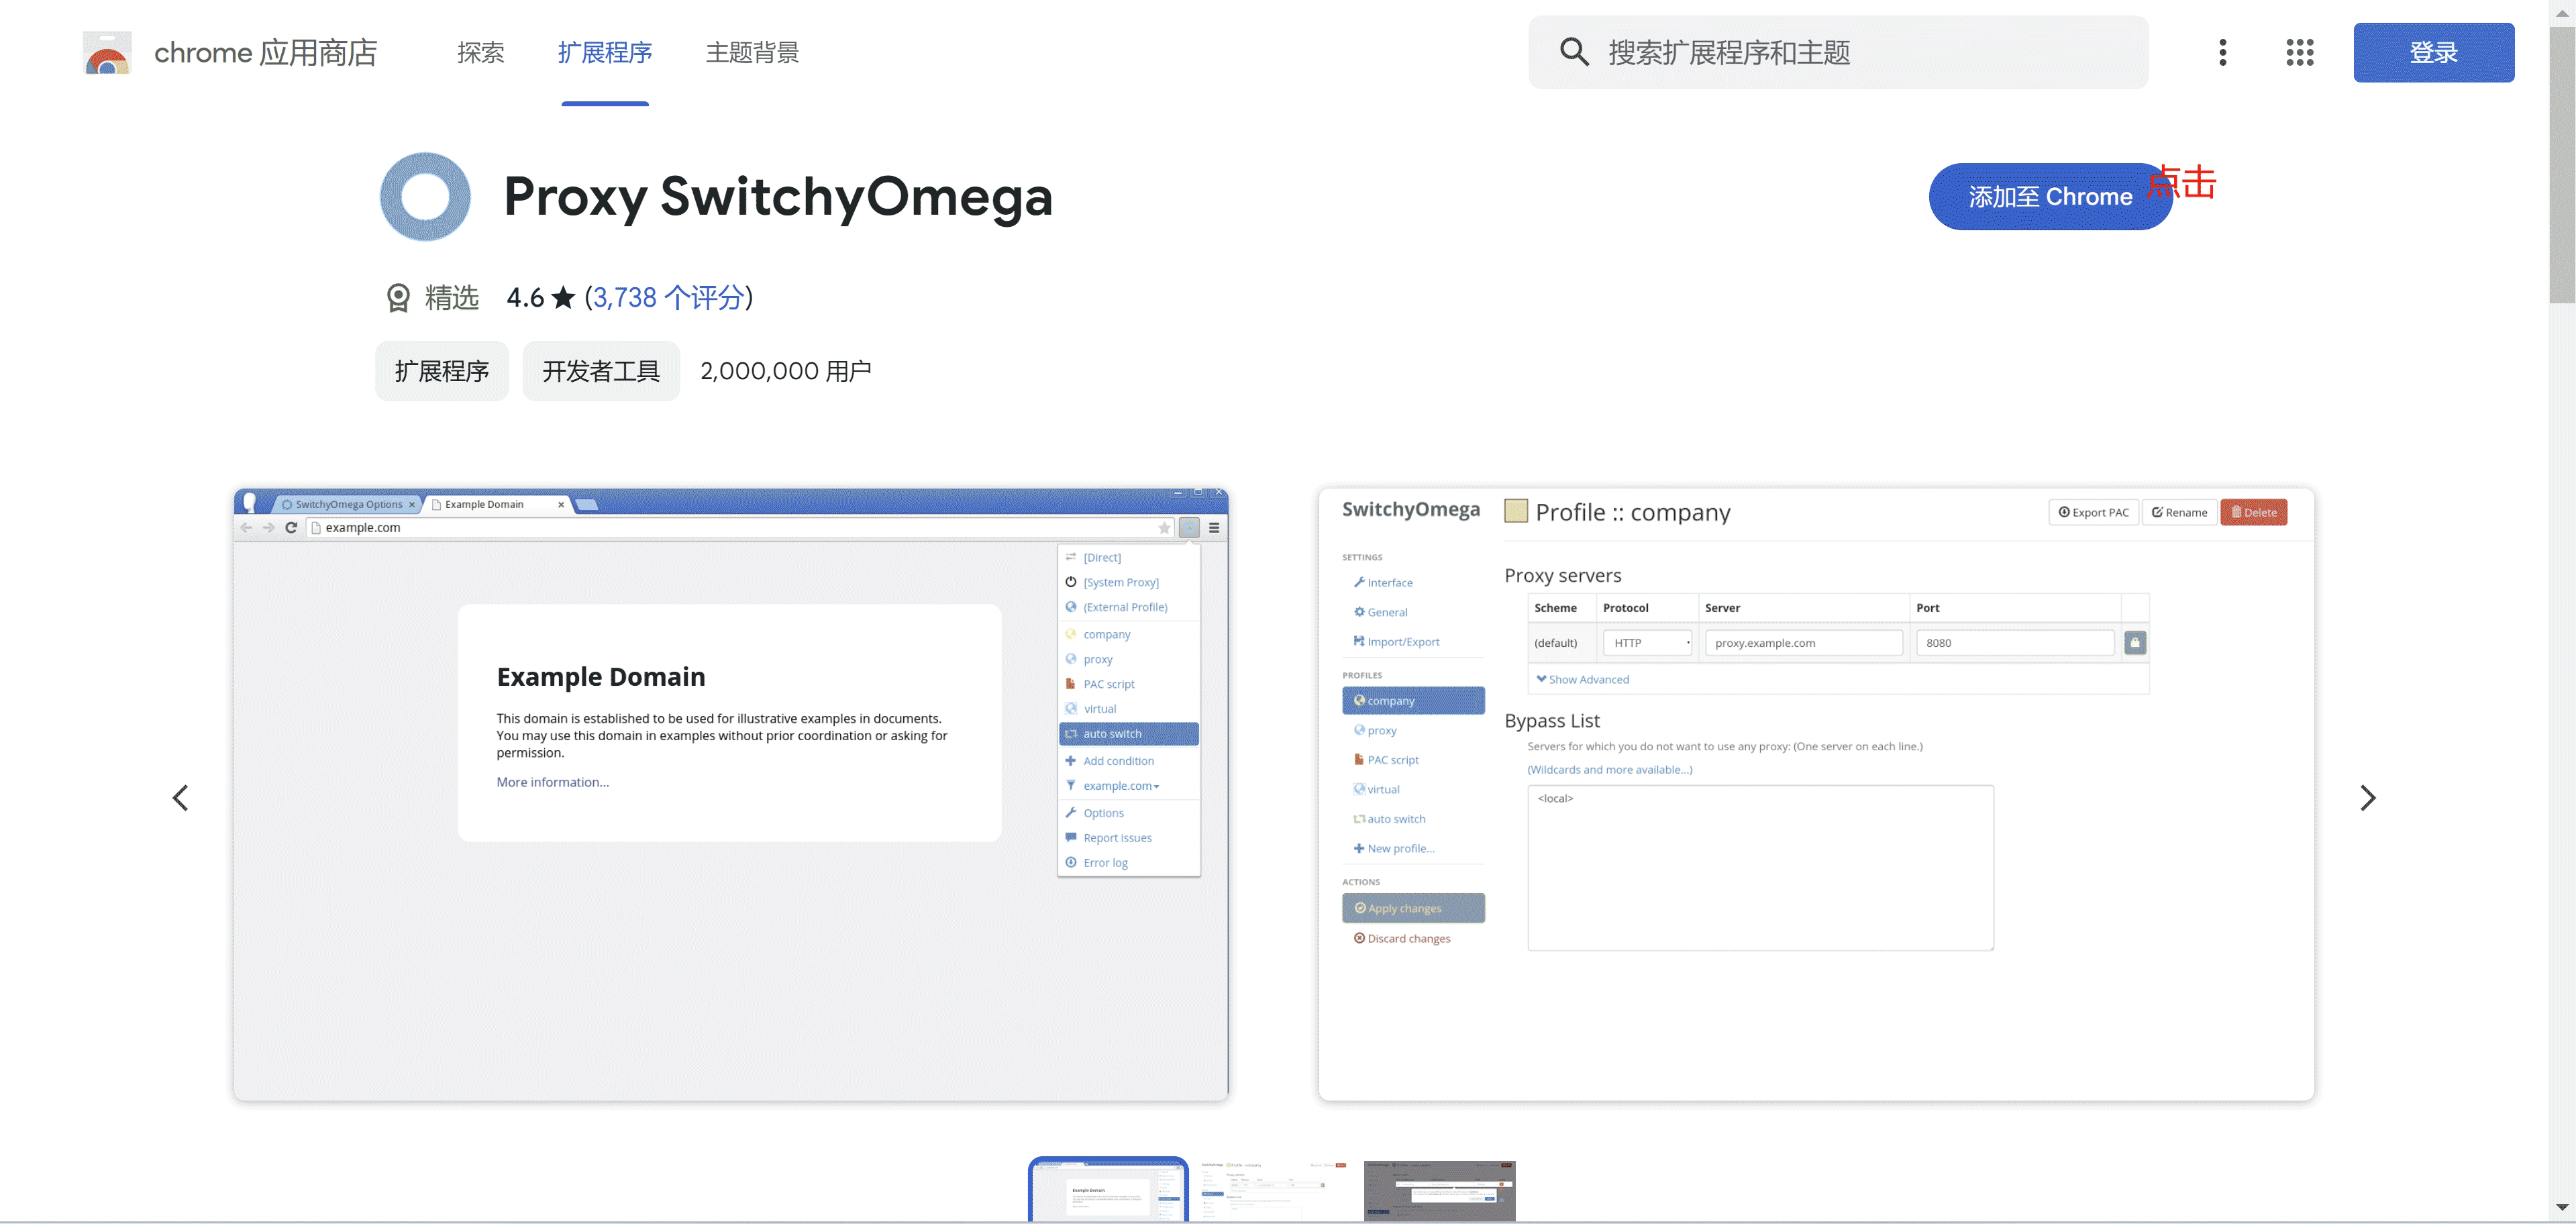 chrome 应用商店
探索
扩展程序
主题背景
搜索扩展程序和主题
登录
Proxy SwitchyOmega
添加至 Chrome
点击
精选 4.6 ★ (3,738 个评分)
扩展程序 开发者工具 2,000,000 用户
SwitchyOmega Options
Example Domain
example.com
[Direct]
[System Proxy]
(External Profile)
company
proxy
PAC script
virtual
auto switch
Add condition
example.com
Options
Report issues
Error log
Example Domain
This domain is established to be used for illustrative examples in documents.
You may use this domain in examples without prior coordination or asking for
permission.
More information...
SwitchyOmega
SETTINGS
Interface
General
Import/Export
PROFILES
company
proxy
PAC script
virtual
auto switch
New profile...
ACTIONS
Apply changes
Discard changes
Profile :: company
Export PAC
Rename
Delete
Proxy servers
Scheme Protocol Server Port
(default) HTTP proxy.example.com 8080
Show Advanced
Bypass List
Servers for which you do not want to use any proxy: (One server on each line.)
(Wildcards and more available...)
<local>